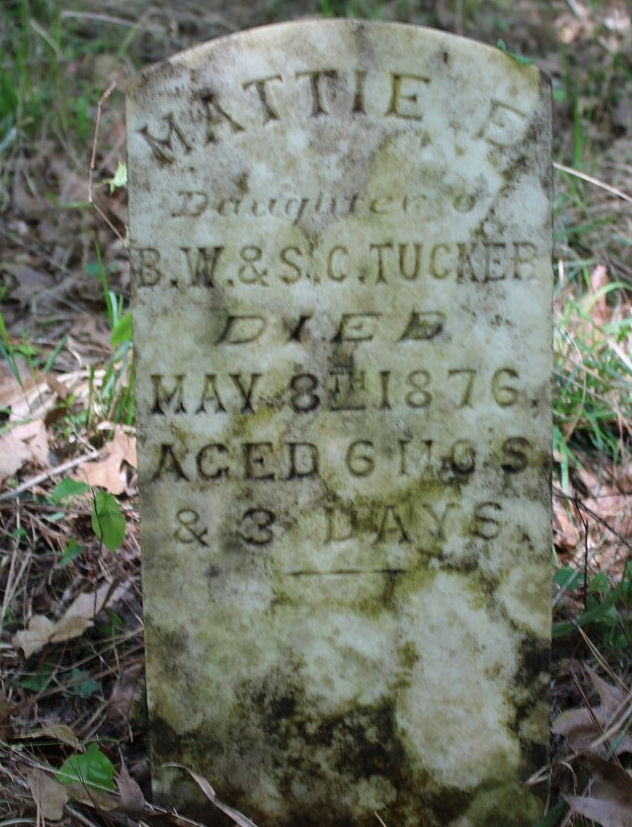 MATTIE E
Daughter of
B.W. & S.C. TUCKER
DIED
MAY 8TH 1876.
AGED 6 MOS
& 3 DAYS.